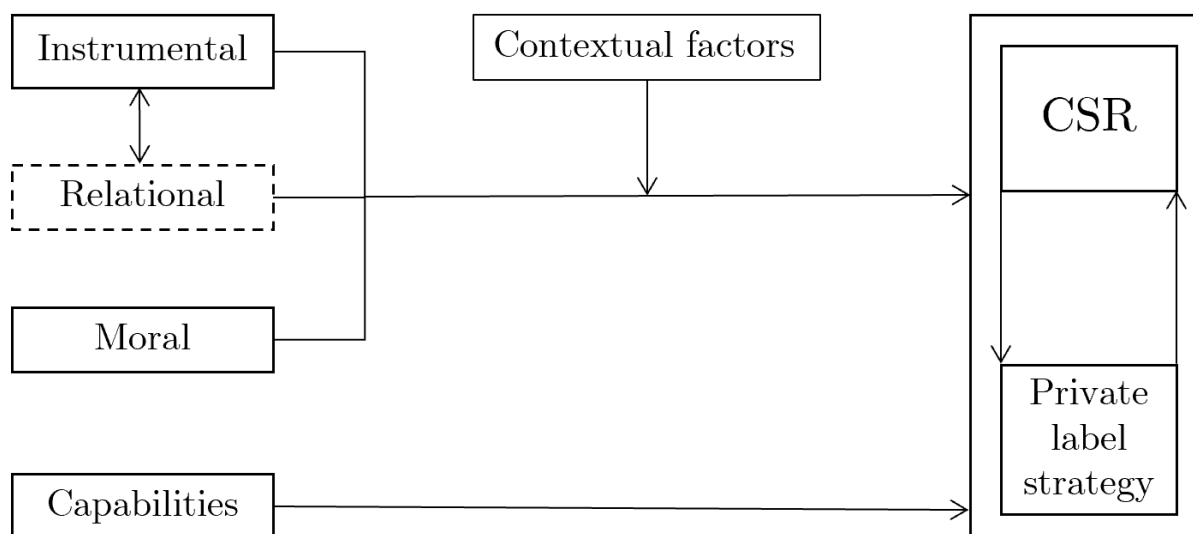 Instrumental
Contextual factors
CSR
Relational
Moral
Private
label
strategy
Capabilities